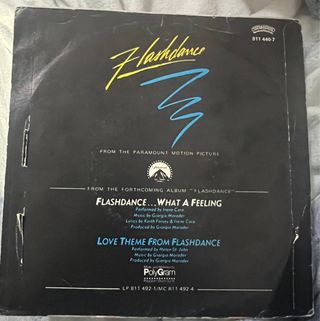 Flashdance
811 440-7
FROM THE PARAMOUNT MOTION PICTURE
FROM THE FORTHCOMING ALBUM "FLASHDANCE"
FLASHDANCE...WHAT A FEELING
Performed by Irene Cara
Music by Giorgio Moroder
Lyrics by Keith Forsey & Irene Cara
Produced by Giorgio Moroder
LOVE THEME FROM FLASHDANCE
Performed by Helen St. John
Music by Giorgio Moroder
Produced by Giorgio Moroder
PolyGram
LP 811 492-1/MC 811 492-4